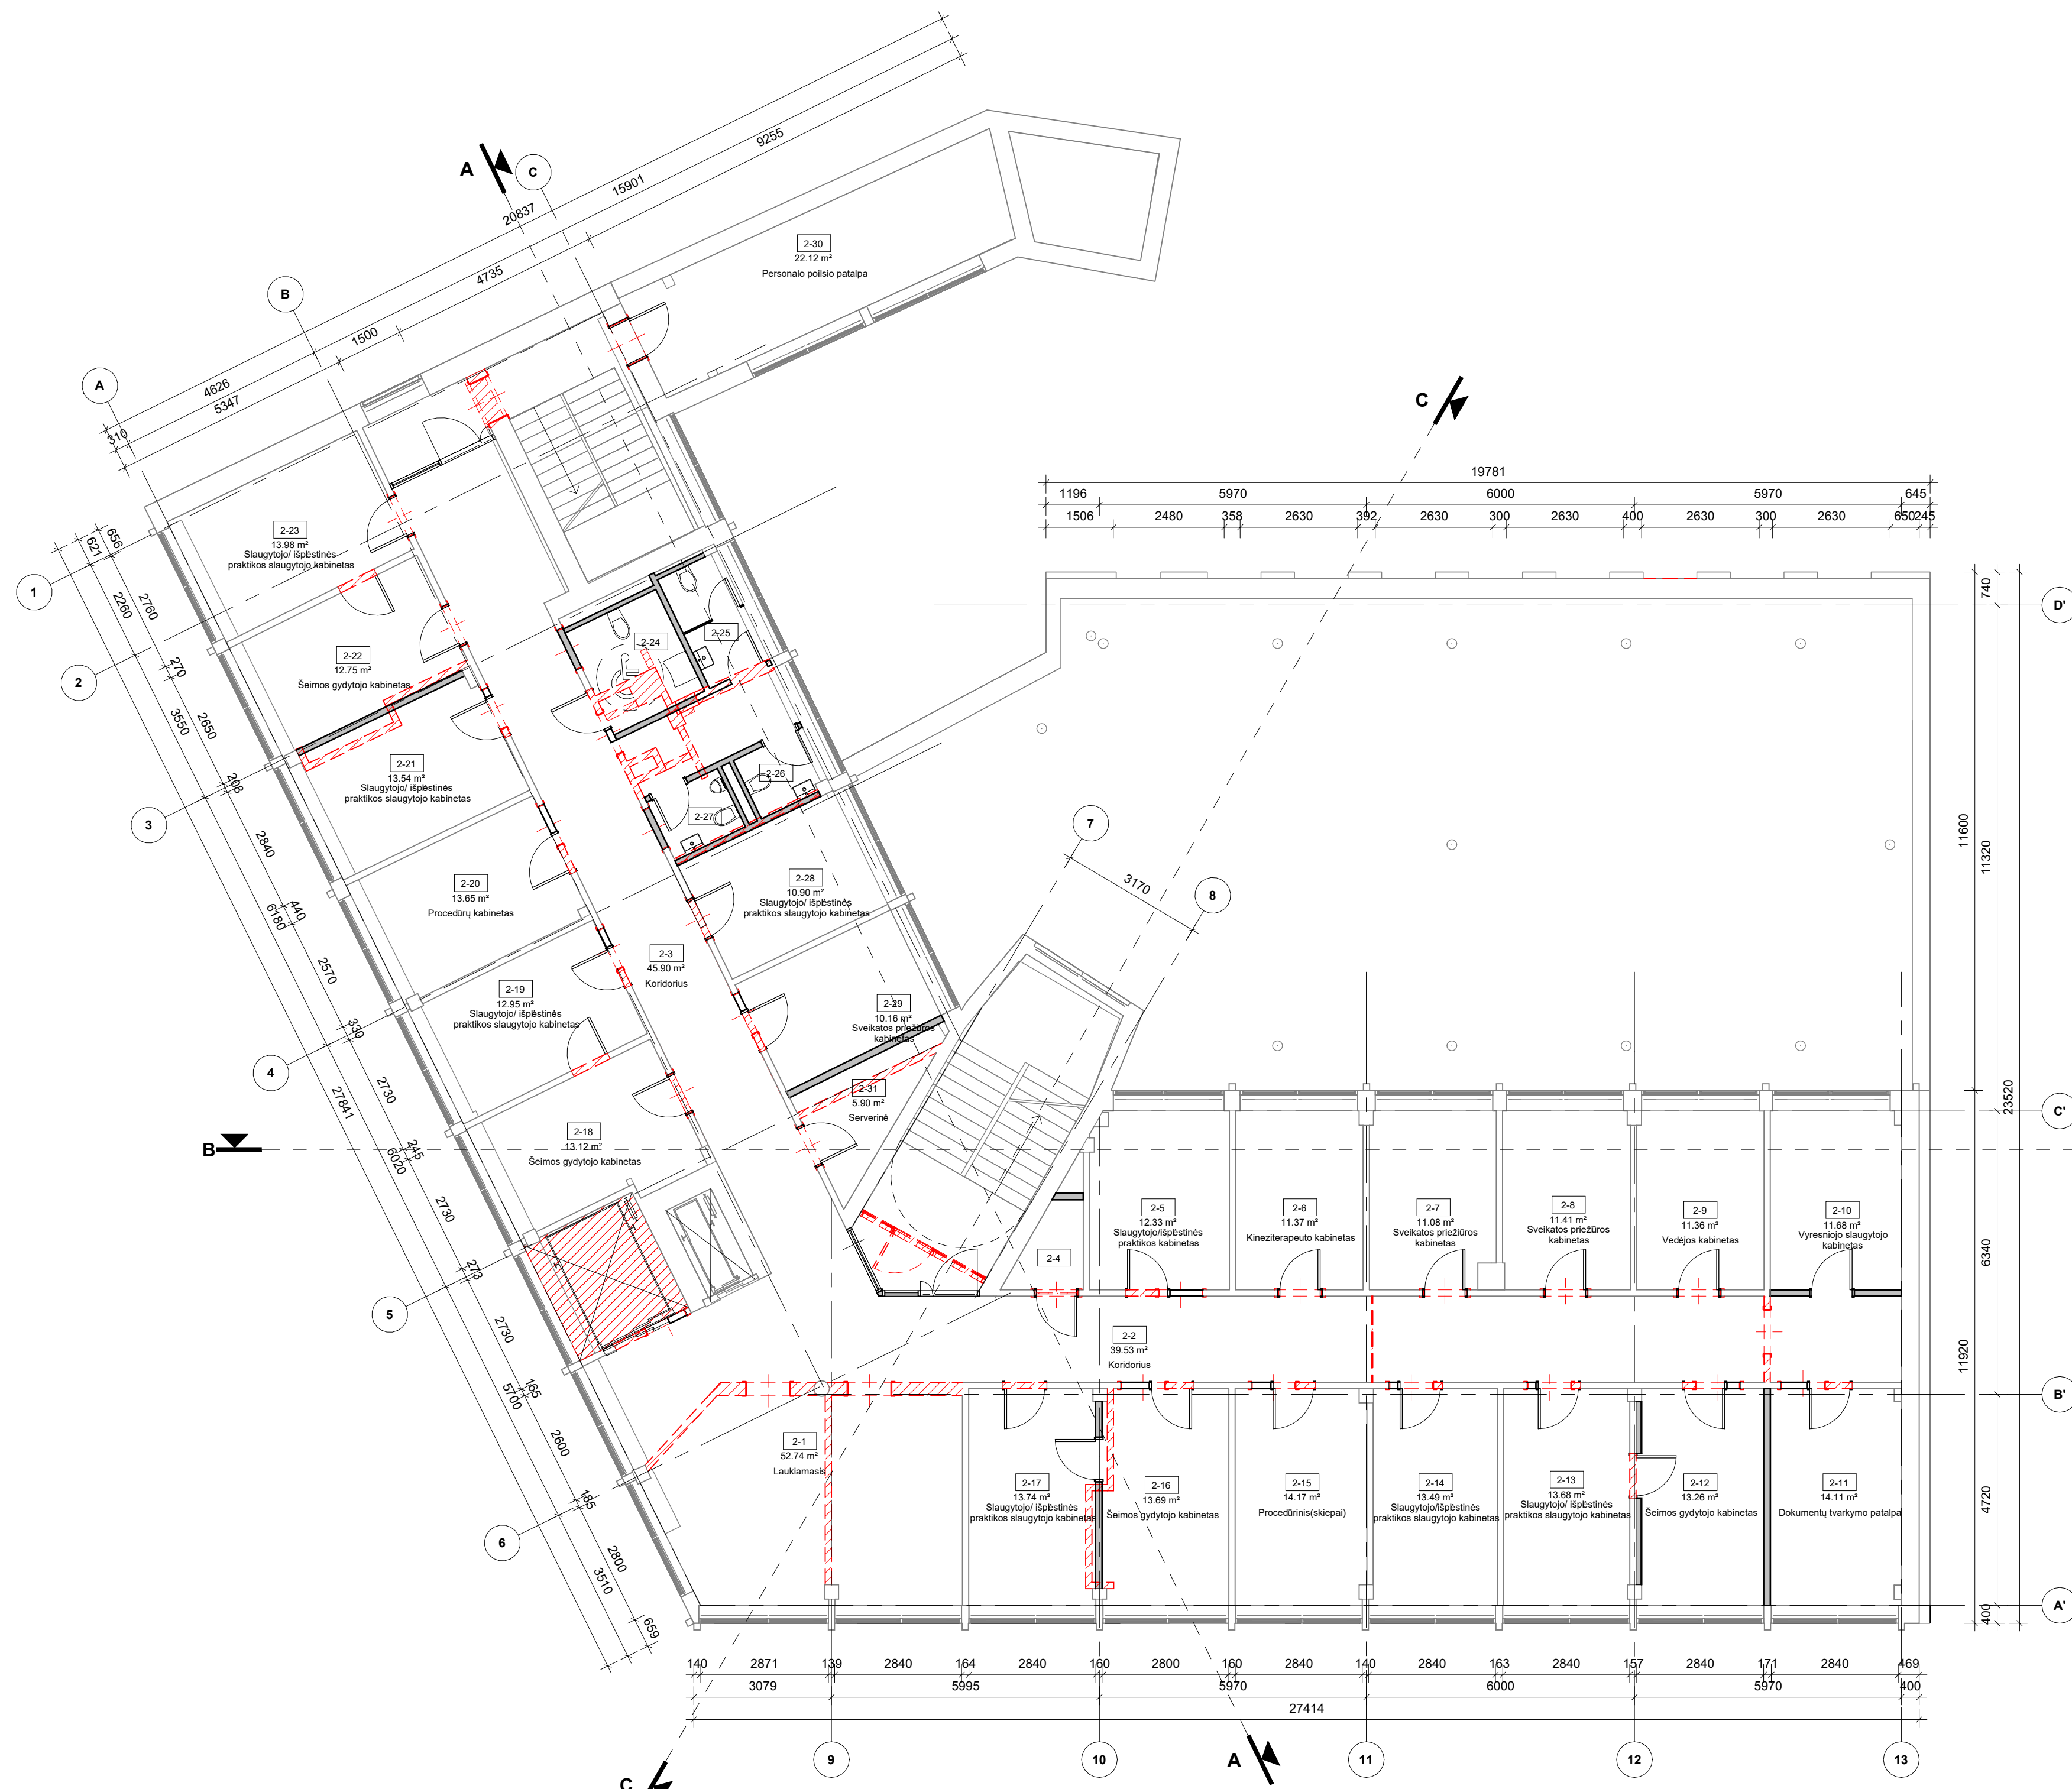 9255
15901
20837
4735
1500
4626
5347
310
A
C
B
A
2-30
22.12 m²
Personalo poilsio patalpa
C
19781
1196
5970
6000
5970
645
1506
2480
358
2630
392
2630
300
2630
400
2630
300
2630
650
245
2-23
13.98 m²
Slaugytojo/ išplėstinės
praktikos slaugytojo kabinetas
2-22
12.75 m²
Šeimos gydytojo kabinetas
2-21
13.54 m²
Slaugytojo/ išplėstinės
praktikos slaugytojo kabinetas
2-20
13.65 m²
Procedūrų kabinetas
2-19
12.95 m²
Slaugytojo/ išplėstinės
praktikos slaugytojo kabinetas
2-18
13.12 m²
Šeimos gydytojo kabinetas
2-3
45.90 m²
Koridorius
2-24
2-25
2-26
2-27
2-28
10.90 m²
Slaugytojo/ išplėstinės
praktikos slaugytojo kabinetas
2-29
10.16 m²
Sveikatos priežiūros
kabinetas
2-31
5.90 m²
Serverinė
1
2
3
4
5
6
656
621
2760
2260
270
2650
3550
208
2840
440
6180
2570
330
2730
27841
245
6020
2730
273
2730
165
5700
2600
185
2800
3510
659
B
7
8
3170
740
11600
11320
23520
6340
11920
4720
400
D'
C'
B'
A'
2-4
2-5
12.33 m²
Slaugytojo/išplėstinės
praktikos kabinetas
2-6
11.37 m²
Kineziterapeuto kabinetas
2-7
11.08 m²
Sveikatos priežiūros
kabinetas
2-8
11.41 m²
Sveikatos priežiūros
kabinetas
2-9
11.36 m²
Vedėjos kabinetas
2-10
11.68 m²
Vyresniojo slaugytojo
kabinetas
2-2
39.53 m²
Koridorius
2-1
52.74 m²
Laukiamasis
2-17
13.74 m²
Slaugytojo/ išplėstinės
praktikos slaugytojo kabinetas
2-16
13.69 m²
Šeimos gydytojo kabinetas
2-15
14.17 m²
Procedūrinis(skiepai)
2-14
13.49 m²
Slaugytojo/išplėstinės
praktikos slaugytojo kabinetas
2-13
13.68 m²
Slaugytojo/ išplėstinės
praktikos slaugytojo kabinetas
2-12
13.26 m²
Šeimos gydytojo kabinetas
2-11
14.11 m²
Dokumentų tvarkymo patalpa
140
2871
139
2840
164
2840
160
2800
160
2840
140
2840
163
2840
157
2840
171
2840
469
3079
5995
5970
6000
5970
400
27414
9
10
11
12
13
A
C